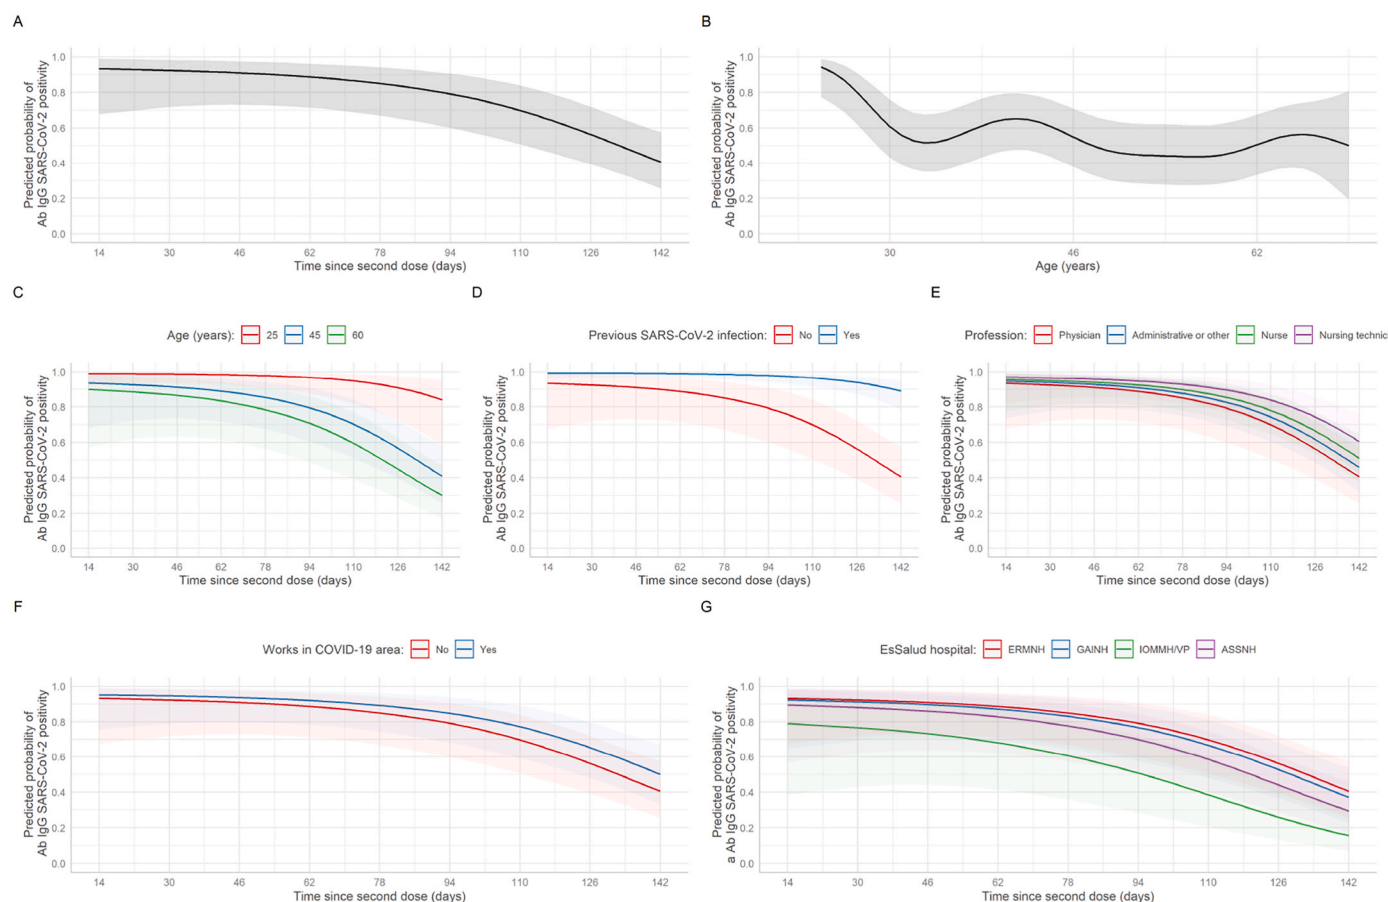 A
Predicted probability of
Ab IgG SARS-CoV-2 positivity
1.0
0.8
0.6
0.4
0.2
0.0
14 30 46 62 78 94 110 126 142
Time since second dose (days)
B
Predicted probability of
Ab IgG SARS-CoV-2 positivity
1.0
0.8
0.6
0.4
0.2
0.0
30 46 62
Age (years)
C
Age (years): 25 45 60
Predicted probability of
Ab IgG SARS-CoV-2 positivity
1.0
0.8
0.6
0.4
0.2
0.0
14 30 46 62 78 94 110 126 142
Time since second dose (days)
D
Previous SARS-CoV-2 infection: No Yes
Predicted probability of
Ab IgG SARS-CoV-2 positivity
1.0
0.8
0.6
0.4
0.2
0.0
14 30 46 62 78 94 110 126 142
Time since second dose (days)
E
Profession: Physician Administrative or other Nurse Nursing technic
Predicted probability of
Ab IgG SARS-CoV-2 positivity
1.0
0.8
0.6
0.4
0.2
0.0
14 30 46 62 78 94 110 126 142
Time since second dose (days)
F
Works in COVID-19 area: No Yes
Predicted probability of
Ab IgG SARS-CoV-2 positivity
1.0
0.8
0.6
0.4
0.2
0.0
14 30 46 62 78 94 110 126 142
Time since second dose (days)
G
EsSalud hospital: ERMNH GAINH IOMMH/VP ASSNH
Predicted probability of
a Ab IgG SARS-CoV-2 positivity
1.0
0.8
0.6
0.4
0.2
0.0
14 30 46 62 78 94 110 126 142
Time since second dose (days)